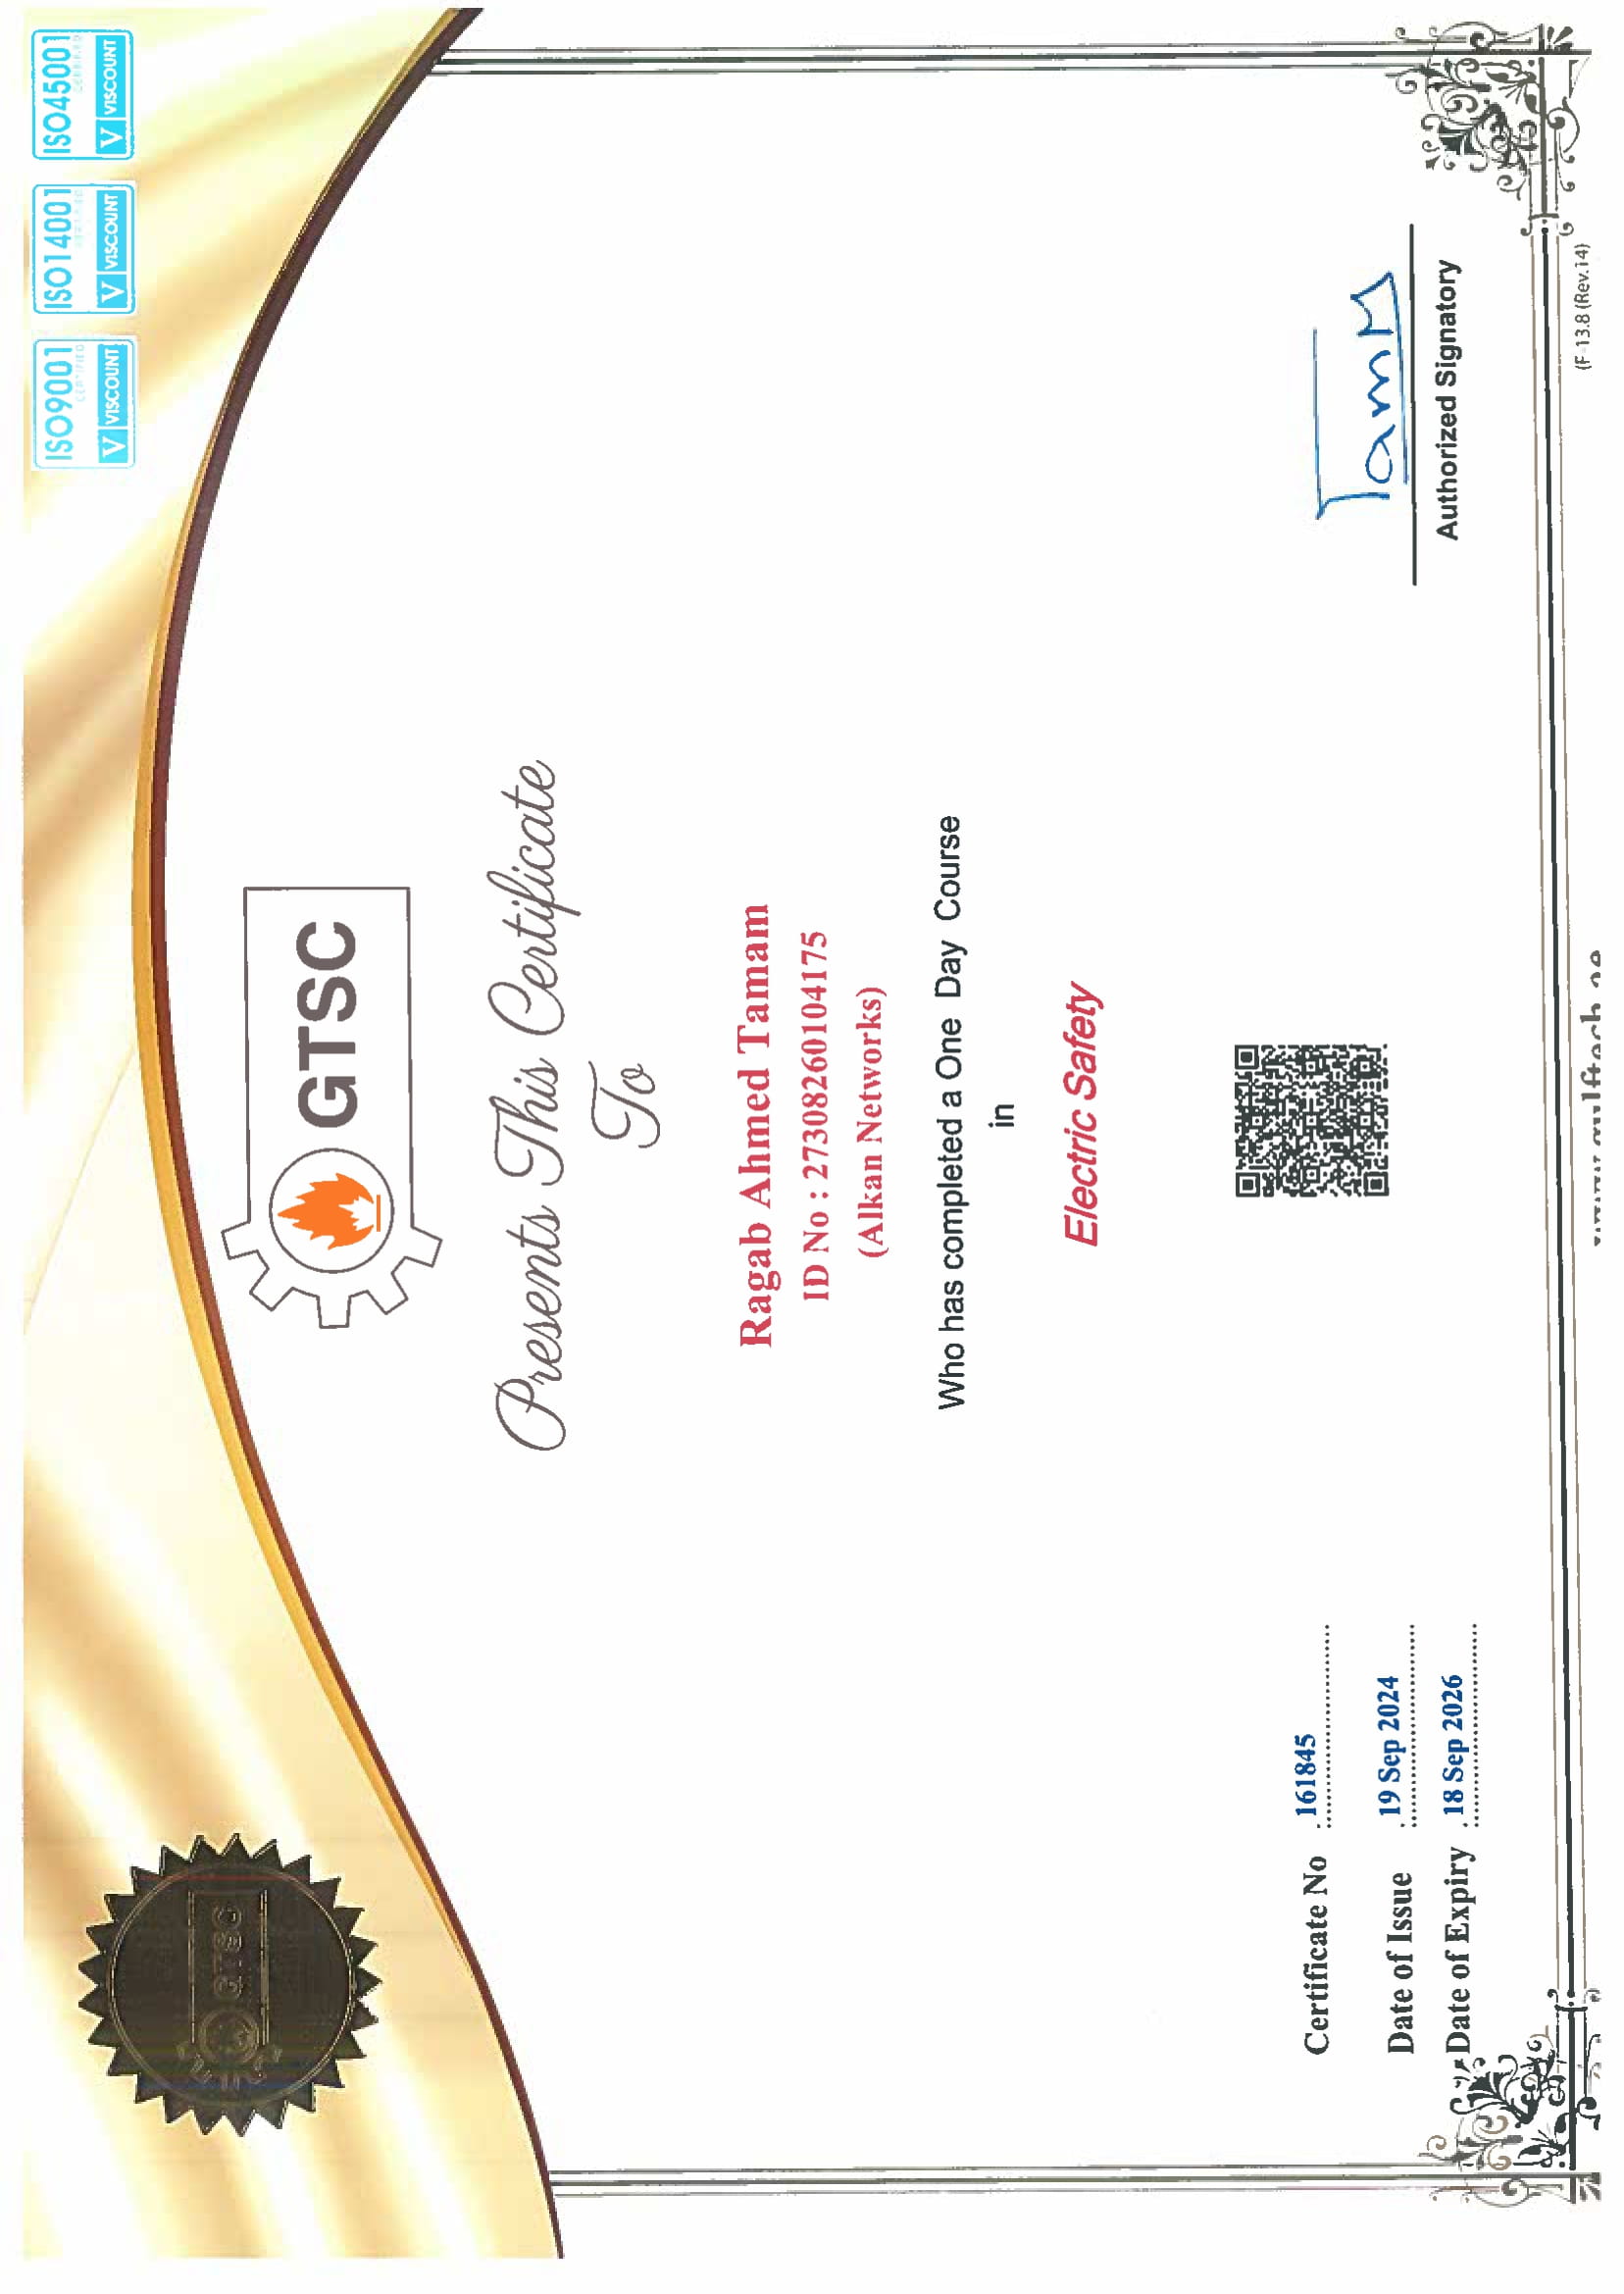 ISO9001
CERTIFIED
V VISCOUNT
ISO14001
CERTIFIED
V VISCOUNT
ISO45001
CERTIFIED
V VISCOUNT
GTSC
GTSC
Presents This Certificate
To
Ragab Ahmed Tamam
ID No : 27308260104175
(Alkan Networks)
Who has completed a One Day Course
in
Electric Safety
Certificate No : 161845
Date of Issue : 19 Sep 2024
Date of Expiry : 18 Sep 2026
TamM
Authorized Signatory
(F-13.8 (Rev.14)
www.gulftech.ae